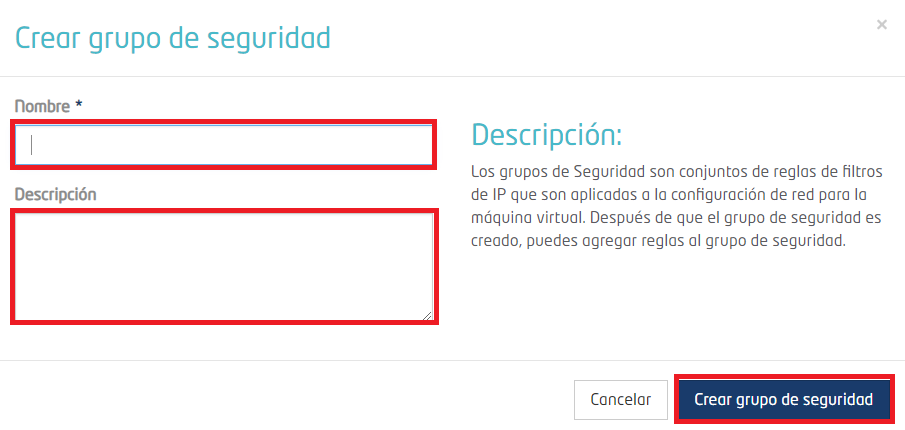 Crear grupo de seguridad
×
Nombre *
Descripción
Descripción:
Los grupos de Seguridad son conjuntos de reglas de filtros
de IP que son aplicadas a la configuración de red para la
máquina virtual. Después de que el grupo de seguridad es
creado, puedes agregar reglas al grupo de seguridad.
Cancelar
Crear grupo de seguridad